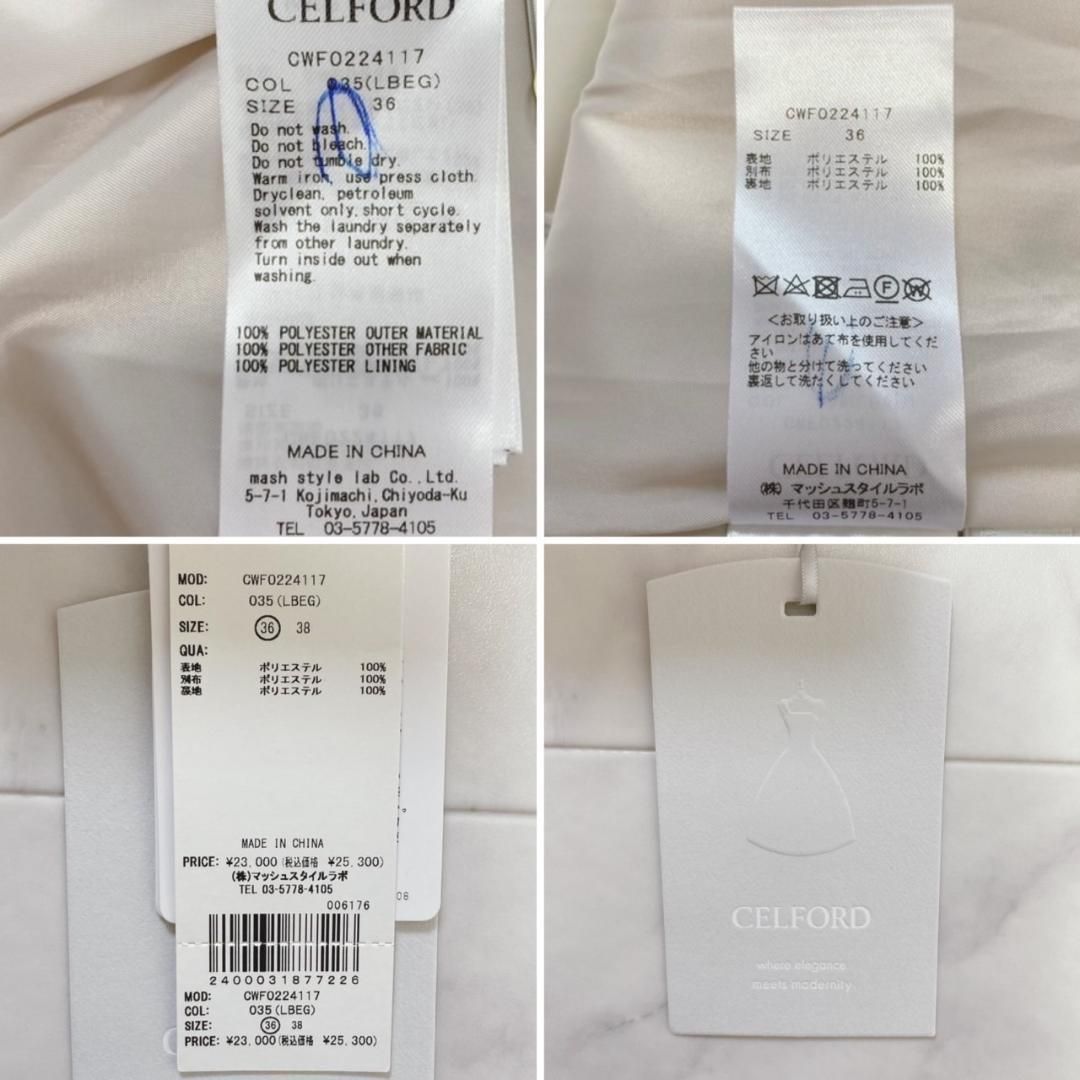 CELFORD
CWFO224117
COL 035(LBEG)
SIZE 36
Do not wash.
Do not bleach.
Do not tumble dry.
Warm iron, use press cloth.
Dryclean, petroleum
solvent only, short cycle.
Wash the laundry separately
from other laundry.
Turn inside out when
washing.
100% POLYESTER OUTER MATERIAL
100% POLYESTER OTHER FABRIC
100% POLYESTER LINING
MADE IN CHINA
mash style lab Co.,Ltd.
5-7-1 Kojimachi,Chiyoda-Ku
Tokyo,Japan
TEL 03-5778-4105
CWFO224117
SIZE 36
表地 ポリエステル 100%
別布 ポリエステル 100%
裏地 ポリエステル 100%
<お取り扱い上のご注意>
アイロンはあて布を使用してくだ
さい
他の物と分けて洗ってください
裏返して洗たくしてください
MADE IN CHINA
(株) マッシュスタイルラボ
千代田区麹町5-7-1
TEL 03-5778-4105
MOD: CWFO224117
COL: 035(LBEG)
SIZE: 36 38
QUA:
表地 ポリエステル 100%
別布 ポリエステル 100%
裏地 ポリエステル 100%
MADE IN CHINA
PRICE: ¥23,000(税込価格 ¥25,300)
(株)マッシュスタイルラボ
TEL 03-5778-4105
006176
08
2400031877226
MOD: CWFO224117
COL: 035(LBEG)
SIZE: 36 38
PRICE: ¥23,000(税込価格 ¥25,300)
CELFORD
where elegance
meets modernity